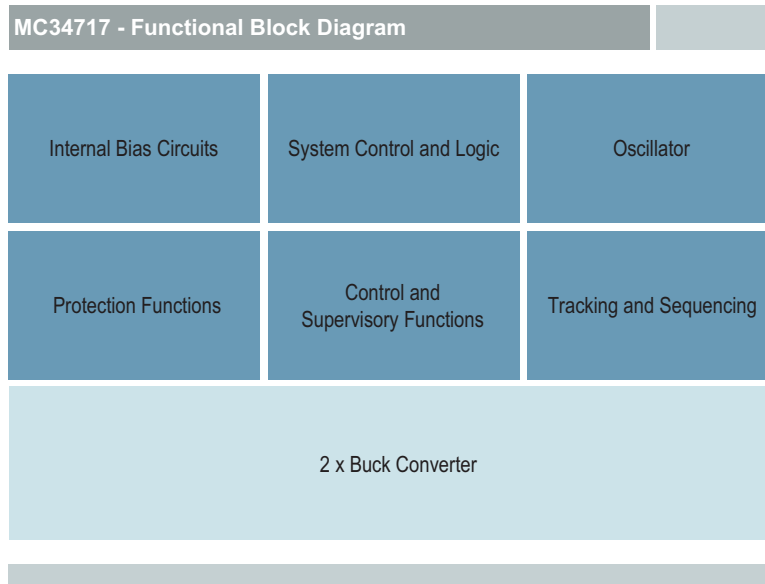 MC34717 - Functional Block Diagram
Internal Bias Circuits
System Control and Logic
Oscillator
Protection Functions
Control and
Supervisory Functions
Tracking and Sequencing
2 x Buck Converter